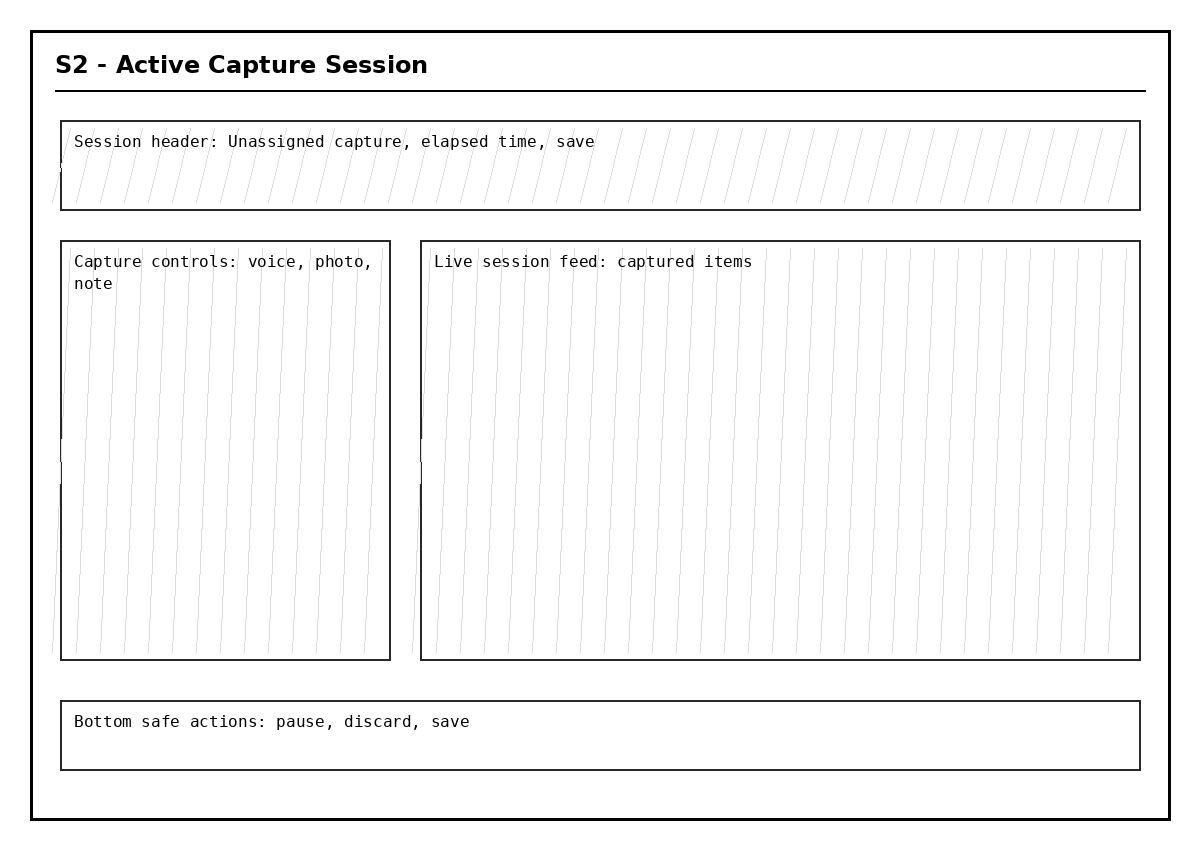 S2 - Active Capture Session
Session header: Unassigned capture, elapsed time, save
Capture controls: voice, photo,
note
Live session feed: captured items
Bottom safe actions: pause, discard, save